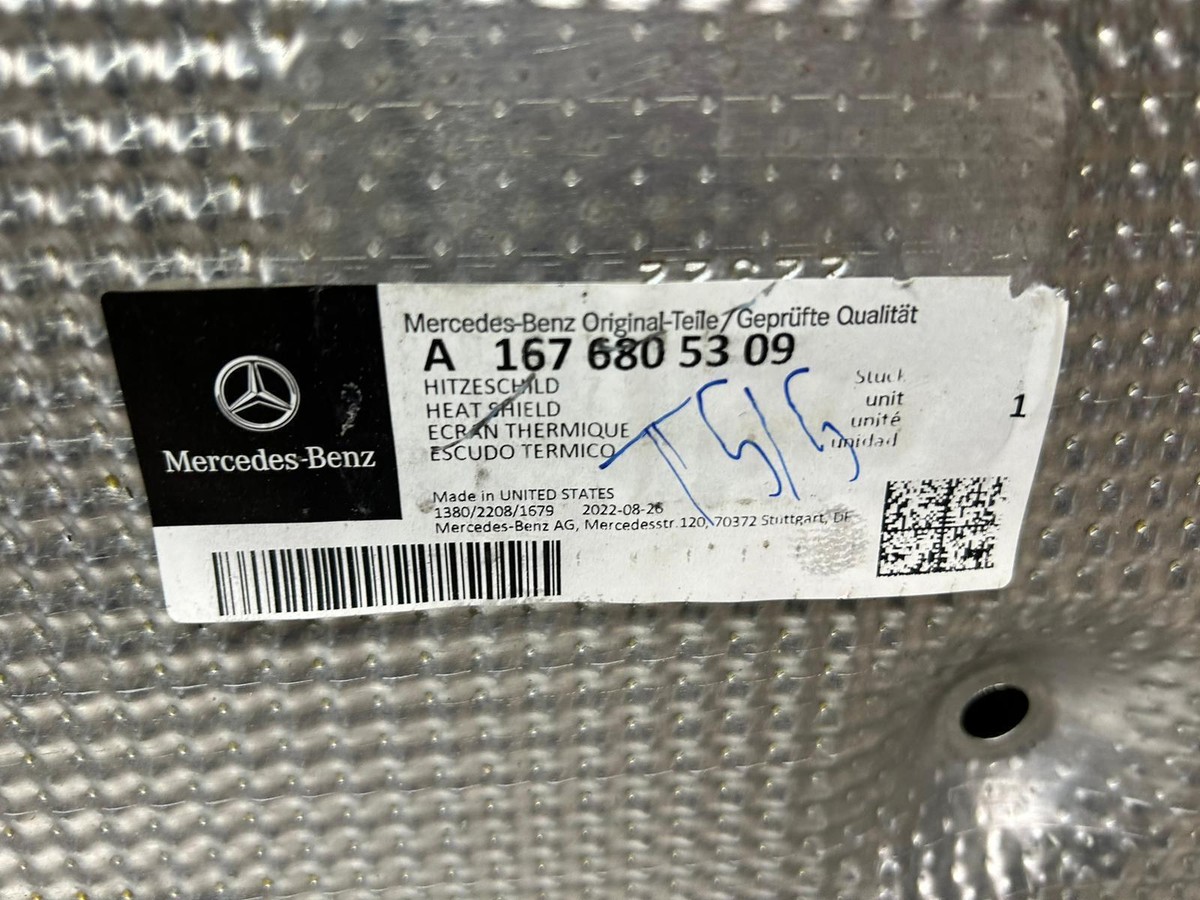 Mercedes-Benz
Mercedes-Benz Original-Teile/Geprüfte Qualität
A 167 680 53 09
HITZESCHILD
HEAT SHIELD
ECRAN THERMIQUE
ESCUDO TERMICO
Stück
unit
unité
unidad
1
Made in UNITED STATES
1380/2208/1679 2022-08-26
Mercedes-Benz AG, Mercedesstr.120, 70372 Stuttgart, DE